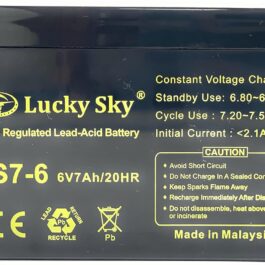 Lucky Sky
Regulated Lead-Acid Battery
S7-6 6V7Ah/20HR
Constant Voltage Cha
Standby Use: 6.80~6
Cycle Use : 7.20~7.5
Initial Current : <2.1A
CAUTION :
Avoid Short Circuit
Do Not Charge In A Sealed Con
Keep Sparks Flame Away
Recharge Immediately After Dis
Do not disassemble, heat above
or incinerate
LEAD
RECYCLE
Pb
Pb
Made in Malays